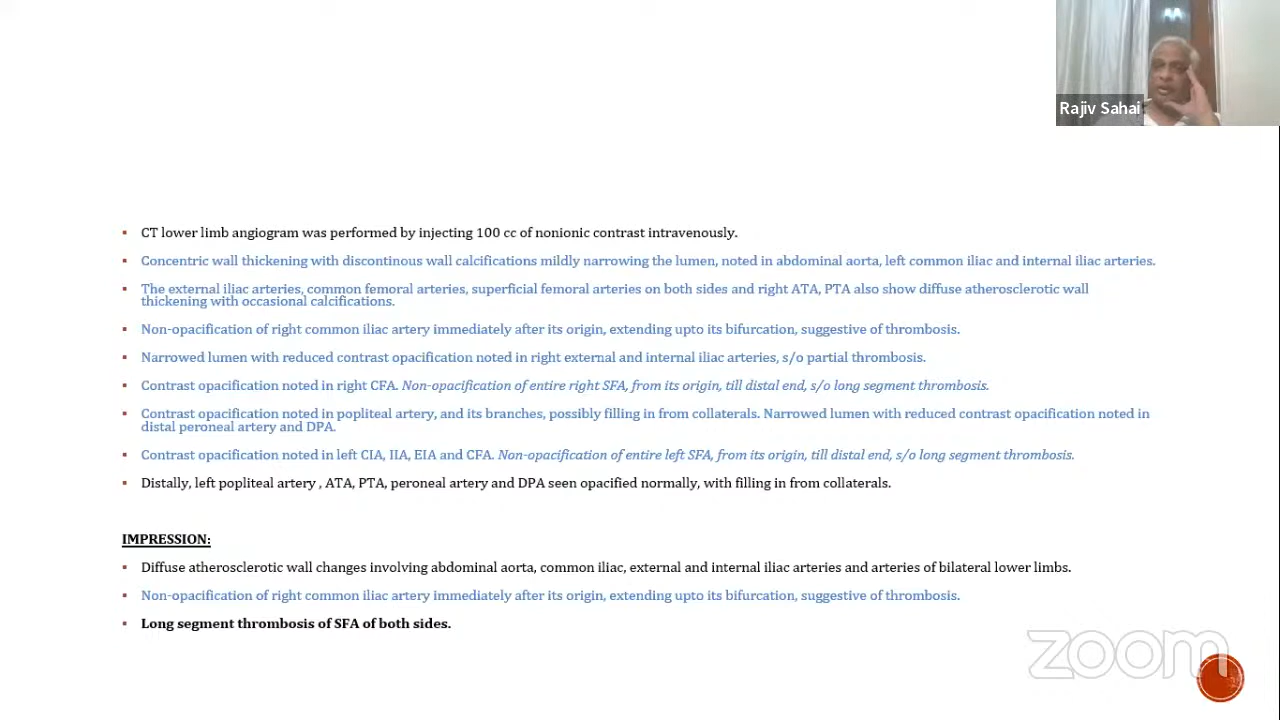 Rajiv Sahai
▪ CT lower limb angiogram was performed by injecting 100 cc of nonionic contrast intravenously.
▪ Concentric wall thickening with discontinous wall calcifications mildly narrowing the lumen, noted in abdominal aorta, left common iliac and internal iliac arteries.
▪ The external iliac arteries, common femoral arteries, superficial femoral arteries on both sides and right ATA, PTA also show diffuse atherosclerotic wall
thickening with occasional calcifications.
▪ Non-opacification of right common iliac artery immediately after its origin, extending upto its bifurcation, suggestive of thrombosis.
▪ Narrowed lumen with reduced contrast opacification noted in right external and internal iliac arteries, s/o partial thrombosis.
▪ Contrast opacification noted in right CFA. Non-opacification of entire right SFA, from its origin, till distal end, s/o long segment thrombosis.
▪ Contrast opacification noted in popliteal artery, and its branches, possibly filling in from collaterals. Narrowed lumen with reduced contrast opacification noted in
distal peroneal artery and DPA.
▪ Contrast opacification noted in left CIA, IIA, EIA and CFA. Non-opacification of entire left SFA, from its origin, till distal end, s/o long segment thrombosis.
▪ Distally, left popliteal artery , ATA, PTA, peroneal artery and DPA seen opacified normally, with filling in from collaterals.
IMPRESSION:
▪ Diffuse atherosclerotic wall changes involving abdominal aorta, common iliac, external and internal iliac arteries and arteries of bilateral lower limbs.
▪ Non-opacification of right common iliac artery immediately after its origin, extending upto its bifurcation, suggestive of thrombosis.
▪ Long segment thrombosis of SFA of both sides.
zoom